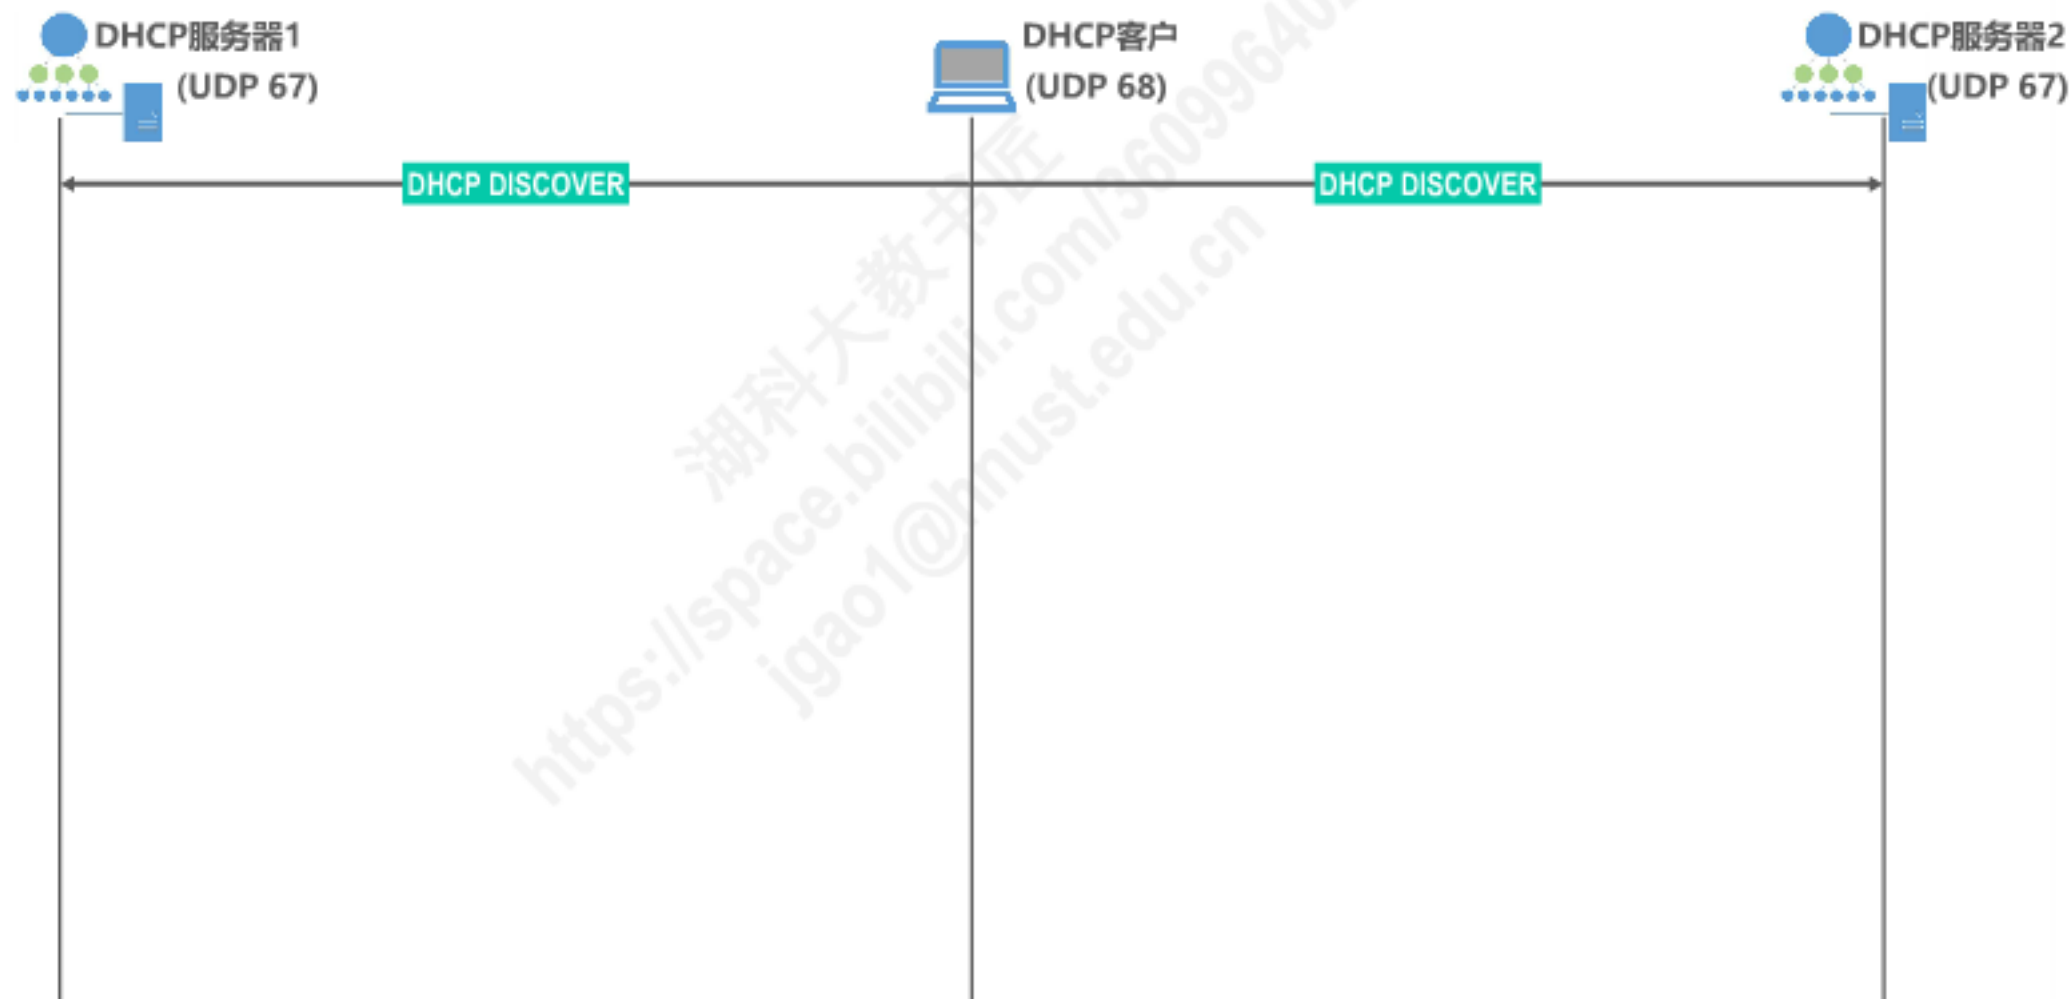 DHCP服务器1
(UDP 67)
DHCP客户
(UDP 68)
DHCP服务器2
(UDP 67)
DHCP DISCOVER
DHCP DISCOVER
湖科大教书匠
https://space.bilibili.com/360996402
jgao1@hnust.edu.cn